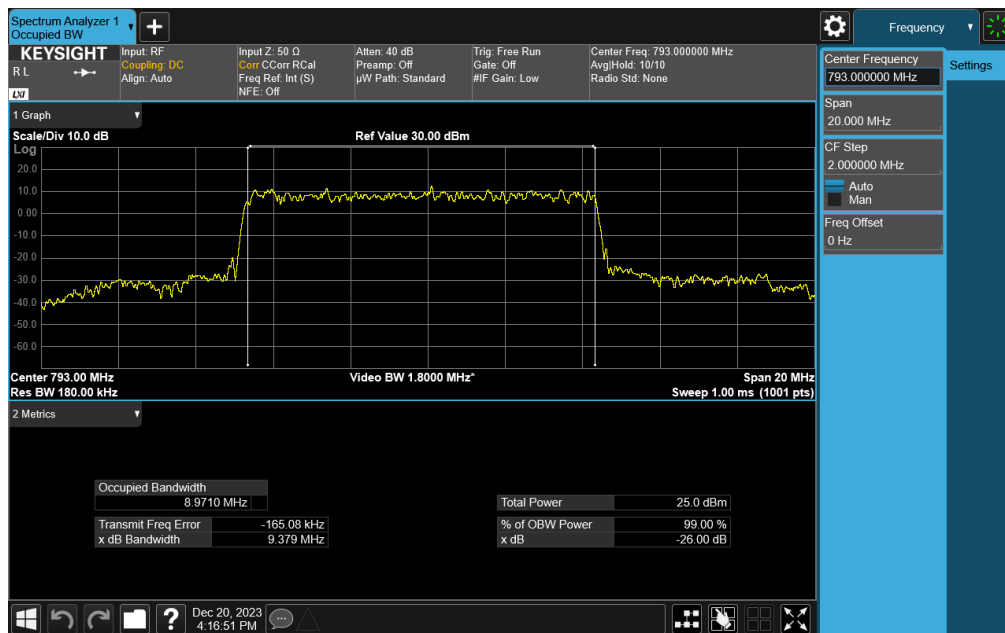 Spectrum Analyzer 1
Occupied BW
Frequency
KEYSIGHT
R L
LXI
Input: RF
Coupling: DC
Align: Auto
Input Z: 50 Ω
Corr CCorr RCal
Freq Ref: Int (S)
NFE: Off
Atten: 40 dB
Preamp: Off
µW Path: Standard
Trig: Free Run
Gate: Off
#IF Gain: Low
Center Freq: 793.000000 MHz
Avg|Hold: 10/10
Radio Std: None
Center Frequency
793.000000 MHz
Settings
Span
20.000 MHz
CF Step
2.000000 MHz
Auto
Man
Freq Offset
0 Hz
1 Graph
Scale/Div 10.0 dB
Ref Value 30.00 dBm
Log
20.0
10.0
0.00
-10.0
-20.0
-30.0
-40.0
-50.0
-60.0
Center 793.00 MHz
Video BW 1.8000 MHz*
Span 20 MHz
Res BW 180.00 kHz
Sweep 1.00 ms (1001 pts)
2 Metrics
Occupied Bandwidth
8.9710 MHz
Transmit Freq Error -165.08 kHz
x dB Bandwidth 9.379 MHz
Total Power 25.0 dBm
% of OBW Power 99.00 %
x dB -26.00 dB
Dec 20, 2023
4:16:51 PM